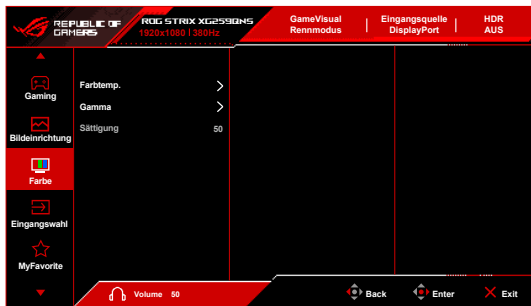 REPUBLIC OF
GAMERS
ROG STRIX XG259QNS
1920x1080 | 380Hz
GameVisual
Rennmodus
Eingangsquelle
DisplayPort
HDR
AUS
Gaming
Bildeinrichtung
Farbe
Eingangswahl
MyFavorite
Farbtemp.
Gamma
Sättigung 50
Volume 50
Back
Enter
Exit